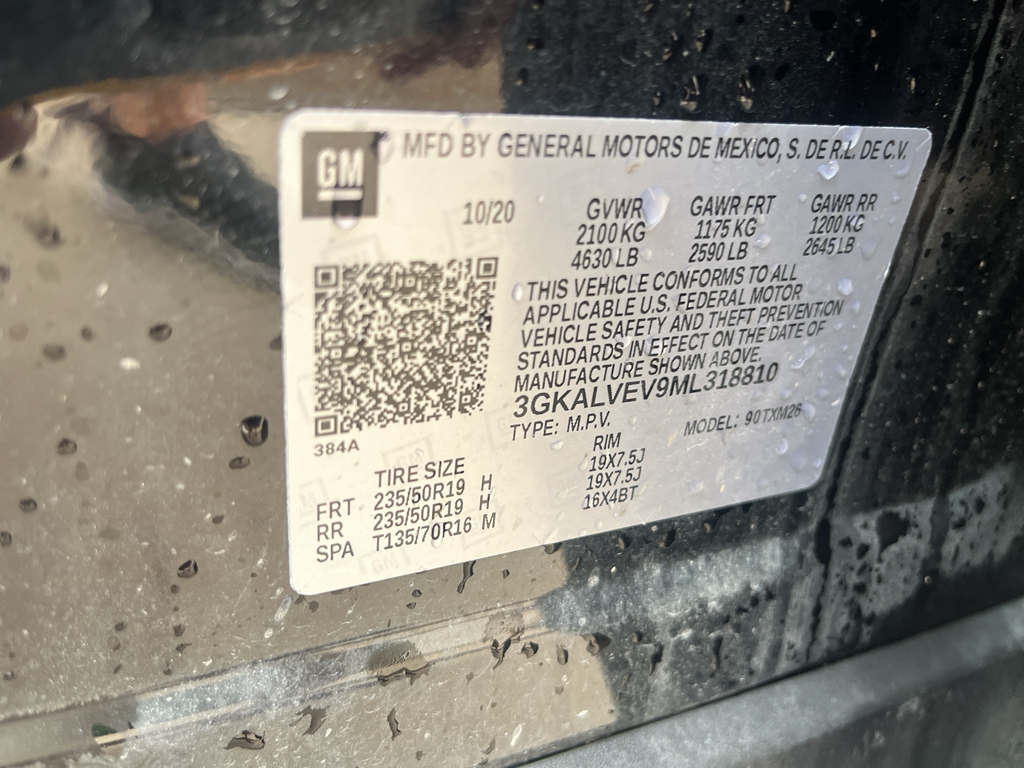 GM
MFD BY GENERAL MOTORS DE MEXICO, S. DE R.L. DE C.V.
10/20
GVWR GAWR FRT GAWR RR
2100 KG 1175 KG 1200 KG
4630 LB 2590 LB 2645 LB
THIS VEHICLE CONFORMS TO ALL
APPLICABLE U.S. FEDERAL MOTOR
VEHICLE SAFETY AND THEFT PREVENTION
STANDARDS IN EFFECT ON THE DATE OF
MANUFACTURE SHOWN ABOVE.
3GKALVEV9ML318810
TYPE: M.P.V. MODEL: 90TXM26
384A
TIRE SIZE RIM
FRT 235/50R19 H 19X7.5J
RR 235/50R19 H 19X7.5J
SPA T135/70R16 M 16X4BT